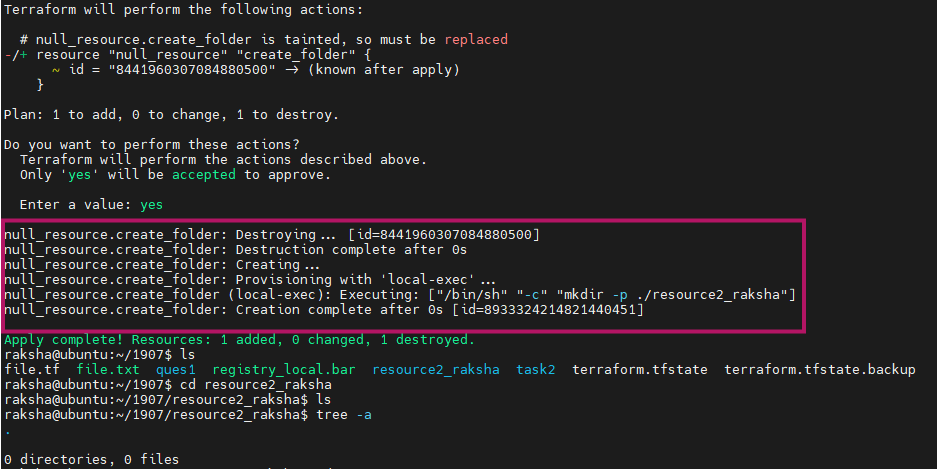 Terraform will perform the following actions:
# null_resource.create_folder is tainted, so must be replaced
-/+ resource "null_resource" "create_folder" {
~ id = "8441960307084880500" → (known after apply)
}
Plan: 1 to add, 0 to change, 1 to destroy.
Do you want to perform these actions?
Terraform will perform the actions described above.
Only 'yes' will be accepted to approve.
Enter a value: yes
null_resource.create_folder: Destroying... [id=8441960307084880500]
null_resource.create_folder: Destruction complete after 0s
null_resource.create_folder: Creating...
null_resource.create_folder: Provisioning with 'local-exec'...
null_resource.create_folder (local-exec): Executing: ["/bin/sh" "-c" "mkdir -p ./resource2_raksha"]
null_resource.create_folder: Creation complete after 0s [id=8933324214821440451]
Apply complete! Resources: 1 added, 0 changed, 1 destroyed.
raksha@ubuntu:~/1907$ ls
file.tf file.txt ques1 registry_local.bar resource2_raksha task2 terraform.tfstate terraform.tfstate.backup
raksha@ubuntu:~/1907$ cd resource2_raksha
raksha@ubuntu:~/1907/resource2_raksha$ ls
raksha@ubuntu:~/1907/resource2_raksha$ tree -a
.
0 directories, 0 files